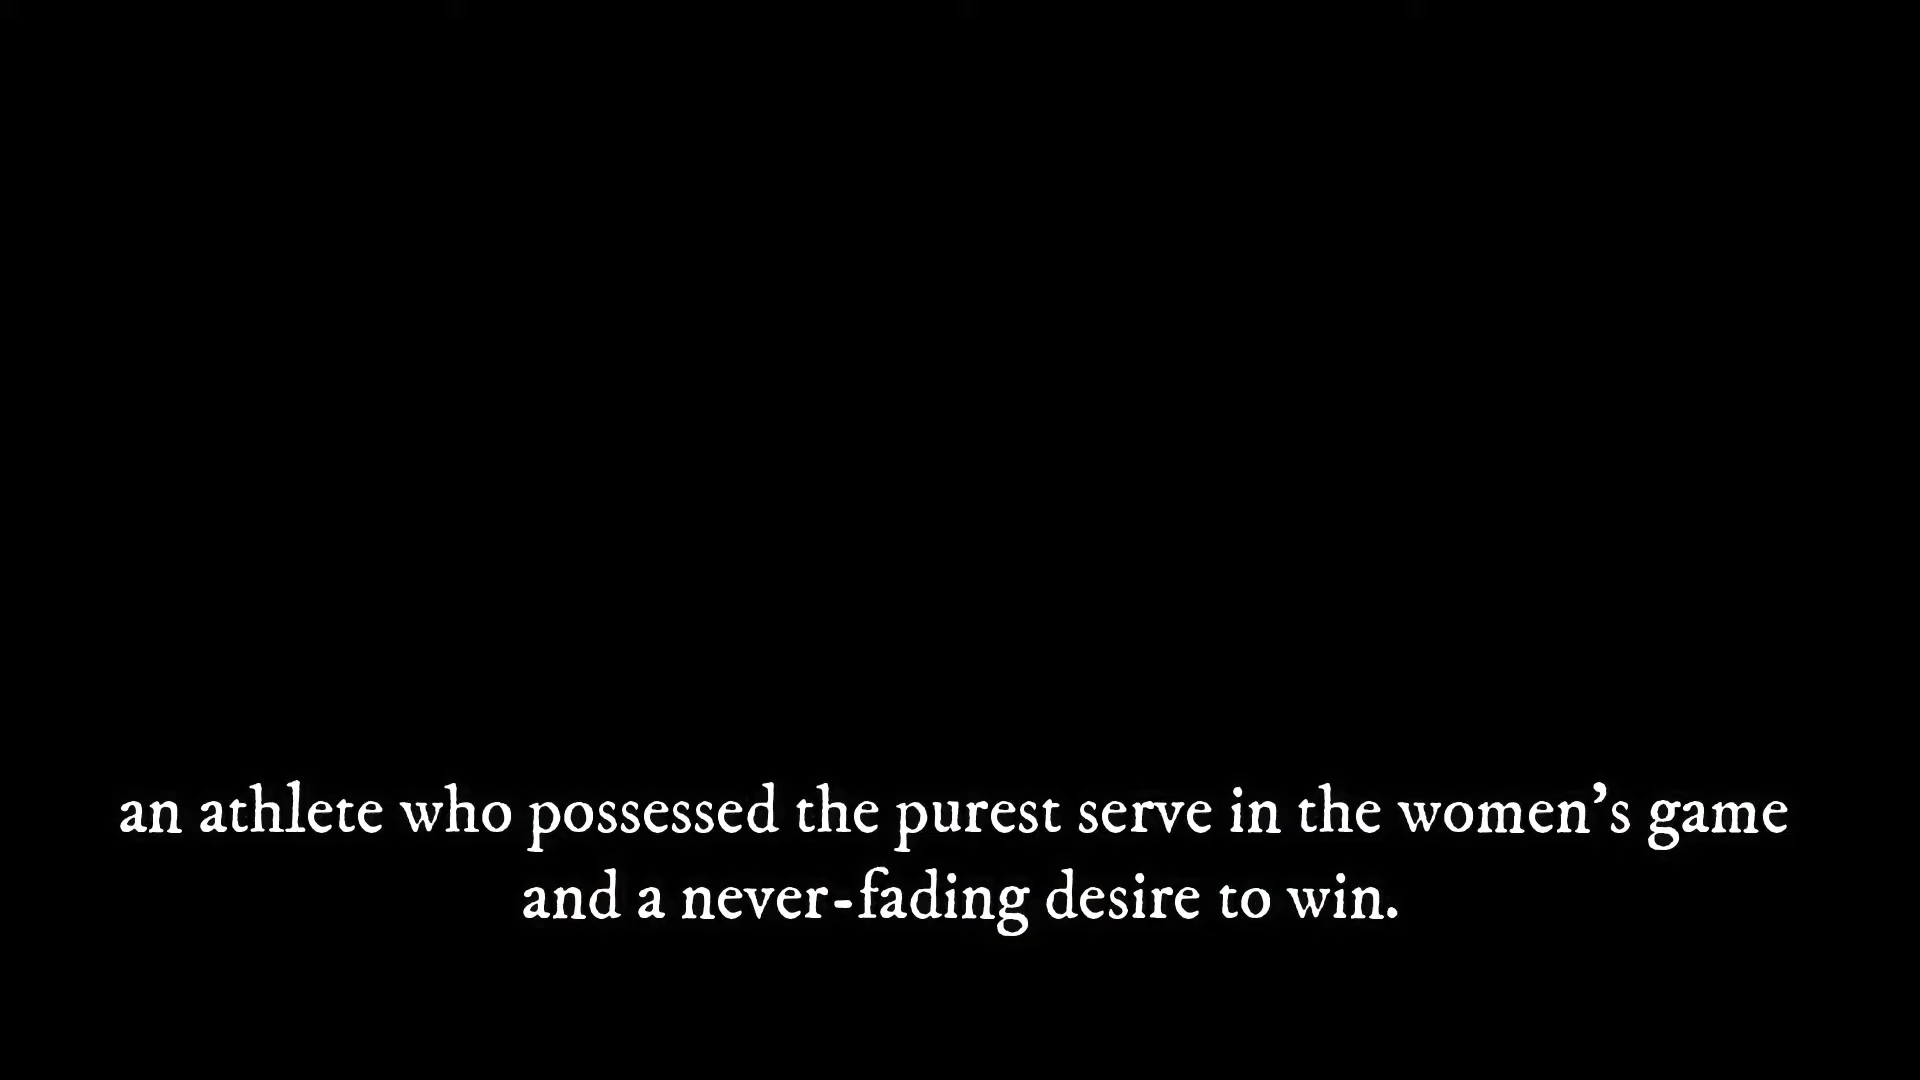 an athlete who possessed the purest serve in the women’s game
and a never-fading desire to win.